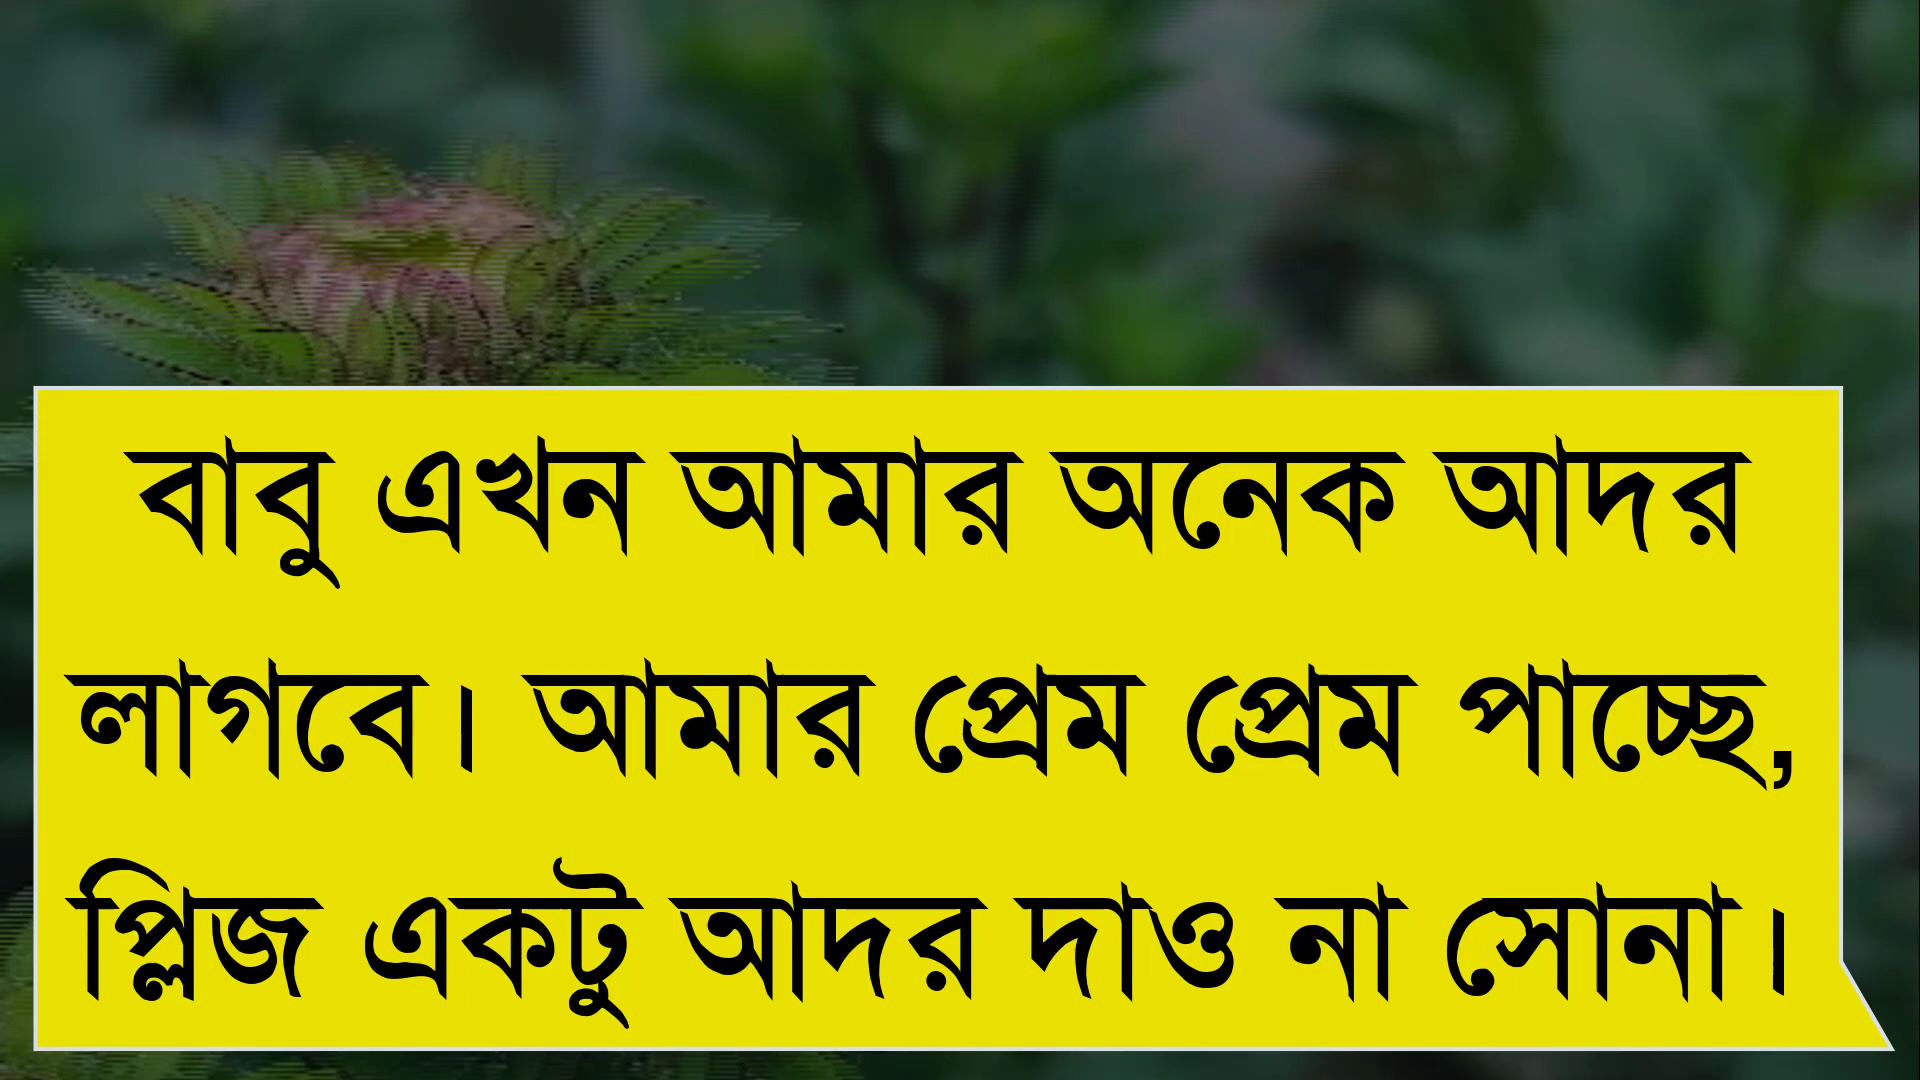 বাবু এখন আমার অনেক আদর
লাগবে। আমার প্রেম প্রেম পাচ্ছে,
প্লিজ একটু আদর দাও না সোনা।